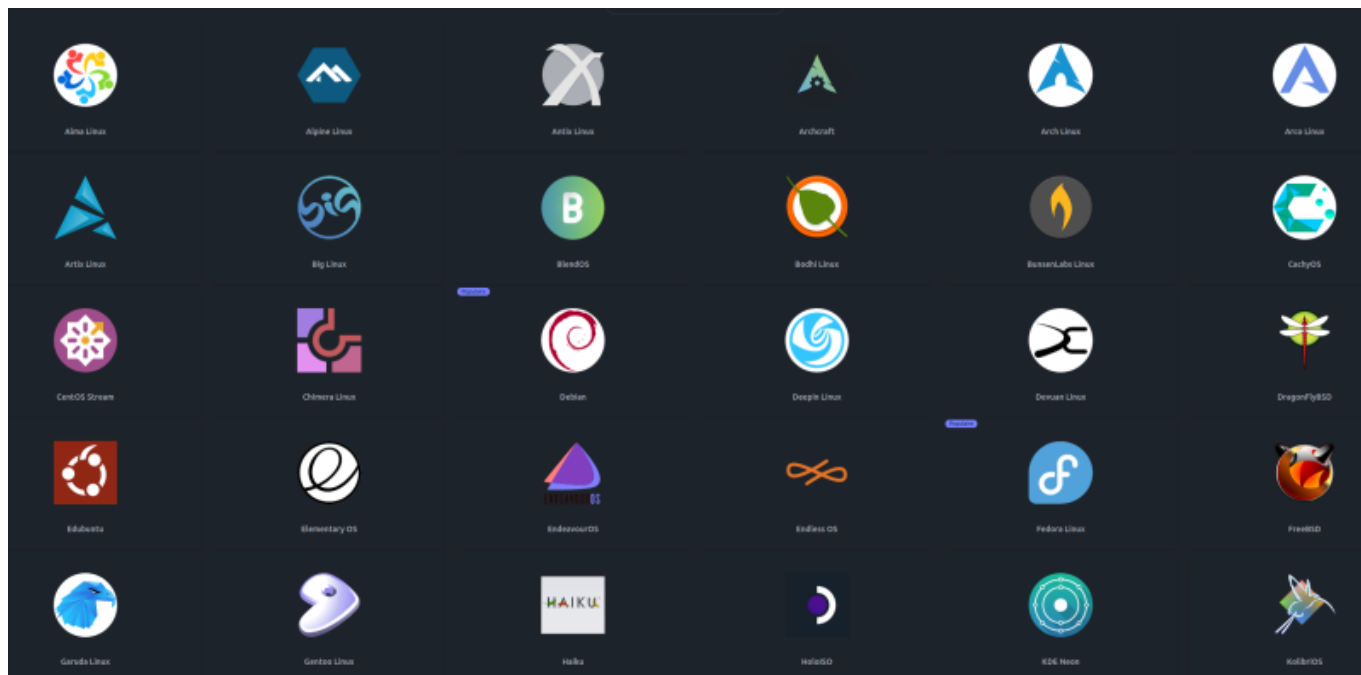 Alma Linux
Alpine Linux
Antix Linux
Archcraft
Arch Linux
Arco Linux
big
B
Artix Linux
Big Linux
BlendOS
Bodhi Linux
BunsenLabs Linux
CachyOS
CentOS Stream
Chimera Linux
Debian
Deepin Linux
Devuan Linux
DragonFlyBSD
ENDEAVOUROS
Edubuntu
Elementary OS
EndeavourOS
Endless OS
Fedora Linux
FreeBSD
HAIKU
Garuda Linux
Gentoo Linux
Haiku
HoloISO
KDE Neon
KolibriOS